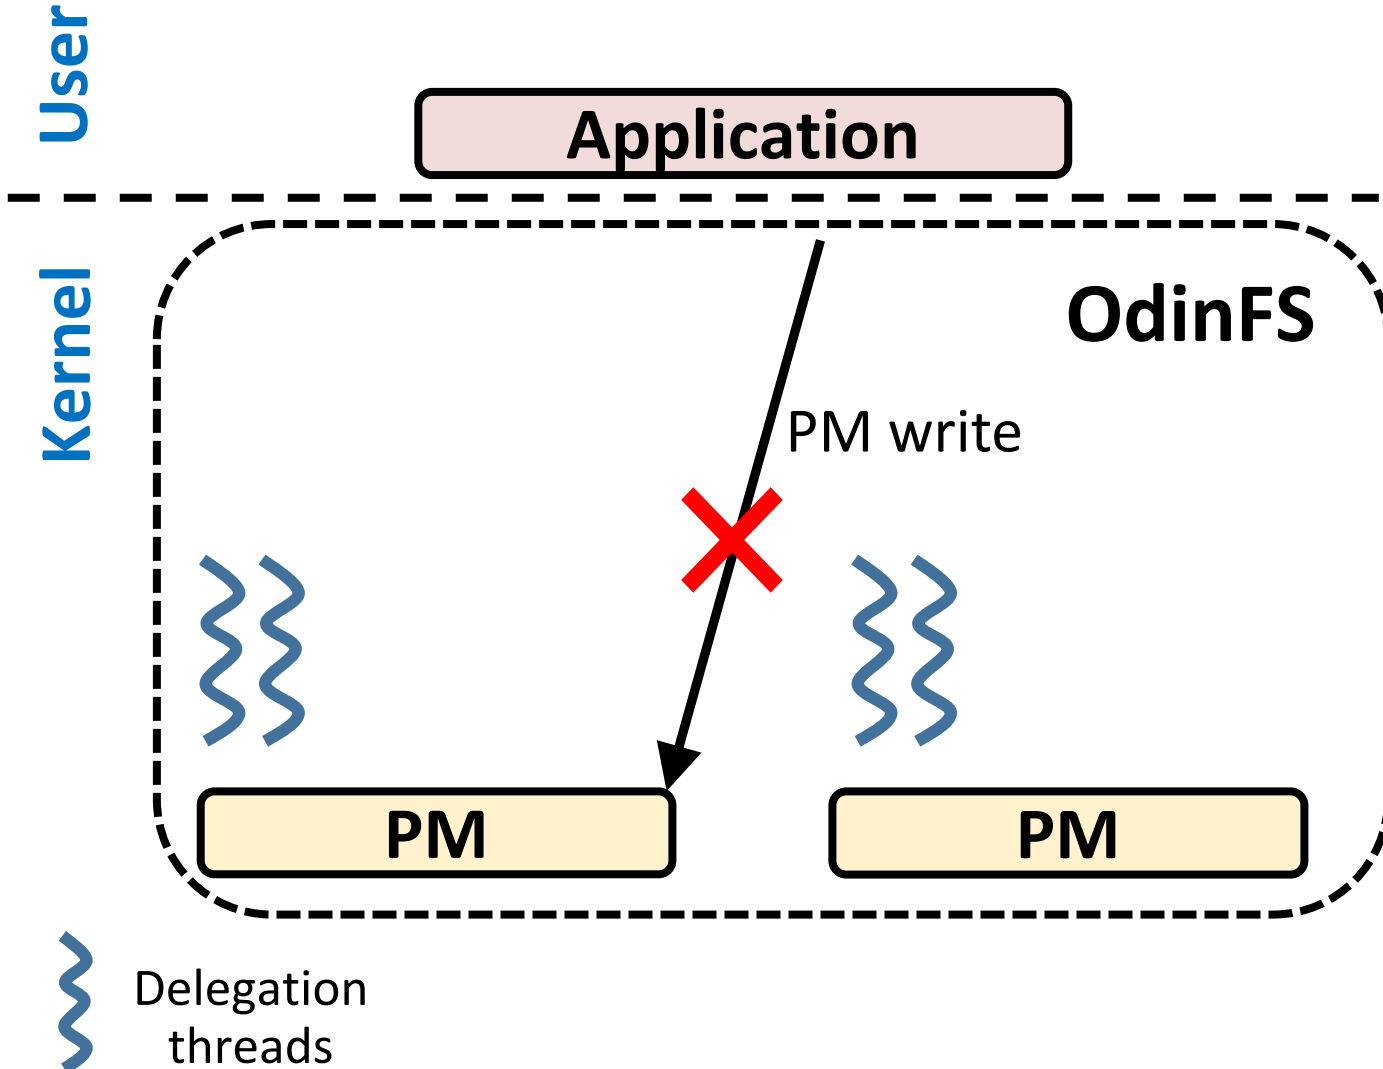 User
Application
Kernel
OdinFS
PM write
PM
PM
Delegation
threads